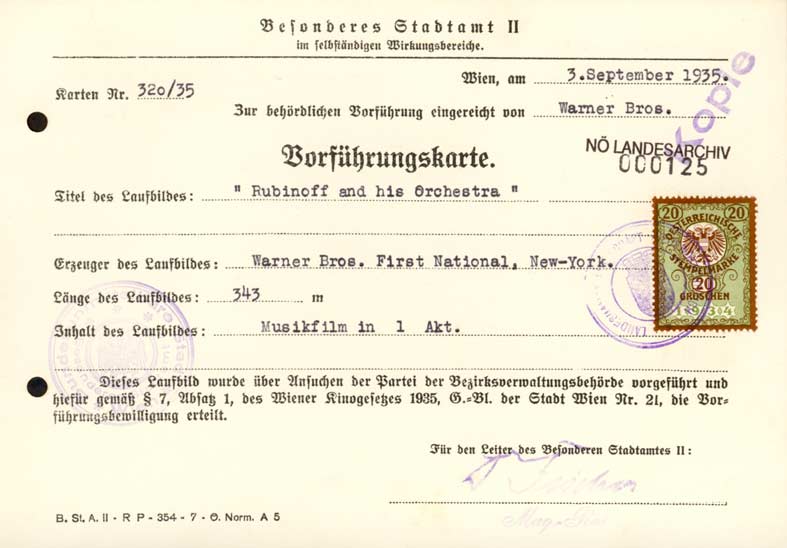 Besonderes Stadtamt II
im selbständigen Wirkungsbereiche.
Wien, am 3. September 1935.
Karten Nr. 320/35
Kopie
Zur behördlichen Vorführung eingereicht von Warner Bros.
NÖ LANDESARCHIV
000125
Vorführungskarte.
Titel des Laufbildes: " Rubinoff and his Orchestra "
20 20
ÖSTERREICHISCHE
STEMPELMARKE
20
GROSCHEN
1934
Erzeuger des Laufbildes: Warner Bros. First National, New-York.
Länge des Laufbildes: 343 m
Inhalt des Laufbildes: Musikfilm in 1 Akt.
Dieses Laufbild wurde über Ansuchen der Partei der Bezirksverwaltungsbehörde vorgeführt und
hiefür gemäß § 7, Absatz 1, des Wiener Kinogesetzes 1935, G.-Bl. der Stadt Wien Nr. 21, die Vor-
führungsbewilligung erteilt.
Für den Leiter des Besonderen Stadtamtes II:
B. St. A. II - R P - 354 - 7 - Ö. Norm. A 5